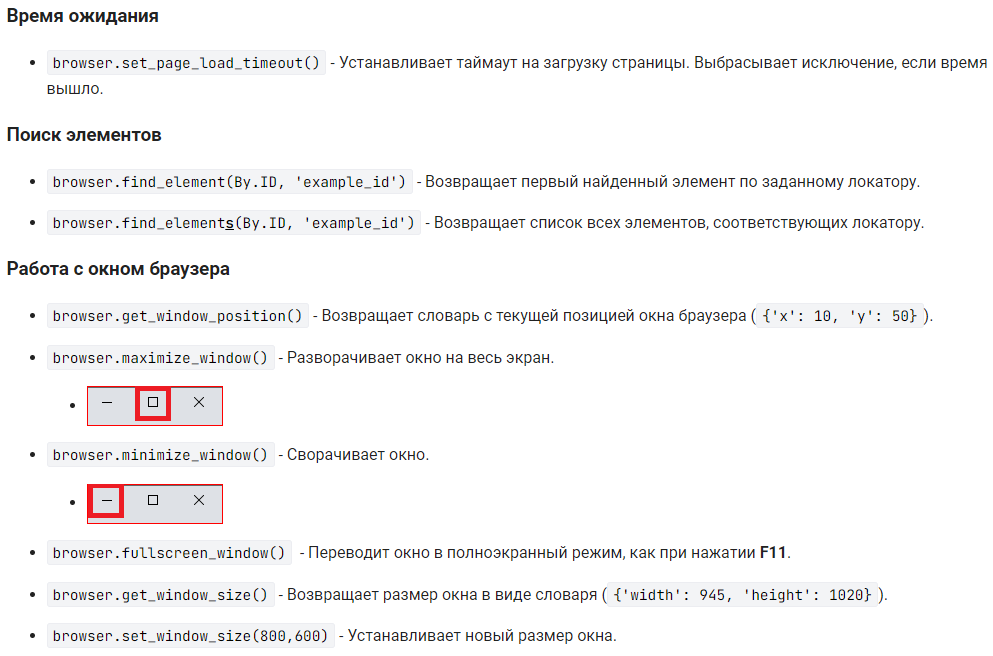 Время ожидания
browser.set_page_load_timeout() - Устанавливает таймаут на загрузку страницы. Выбрасывает исключение, если время
вышло.
Поиск элементов
browser.find_element(By.ID, 'example_id') - Возвращает первый найденный элемент по заданному локатору.
browser.find_elements(By.ID, 'example_id') - Возвращает список всех элементов, соответствующих локатору.
Работа с окном браузера
browser.get_window_position() - Возвращает словарь с текущей позицией окна браузера ( {'x': 10, 'y': 50} ).
browser.maximize_window() - Разворачивает окно на весь экран.
browser.minimize_window() - Сворачивает окно.
browser.fullscreen_window() - Переводит окно в полноэкранный режим, как при нажатии F11.
browser.get_window_size() - Возвращает размер окна в виде словаря ( {'width': 945, 'height': 1020} ).
browser.set_window_size(800,600) - Устанавливает новый размер окна.